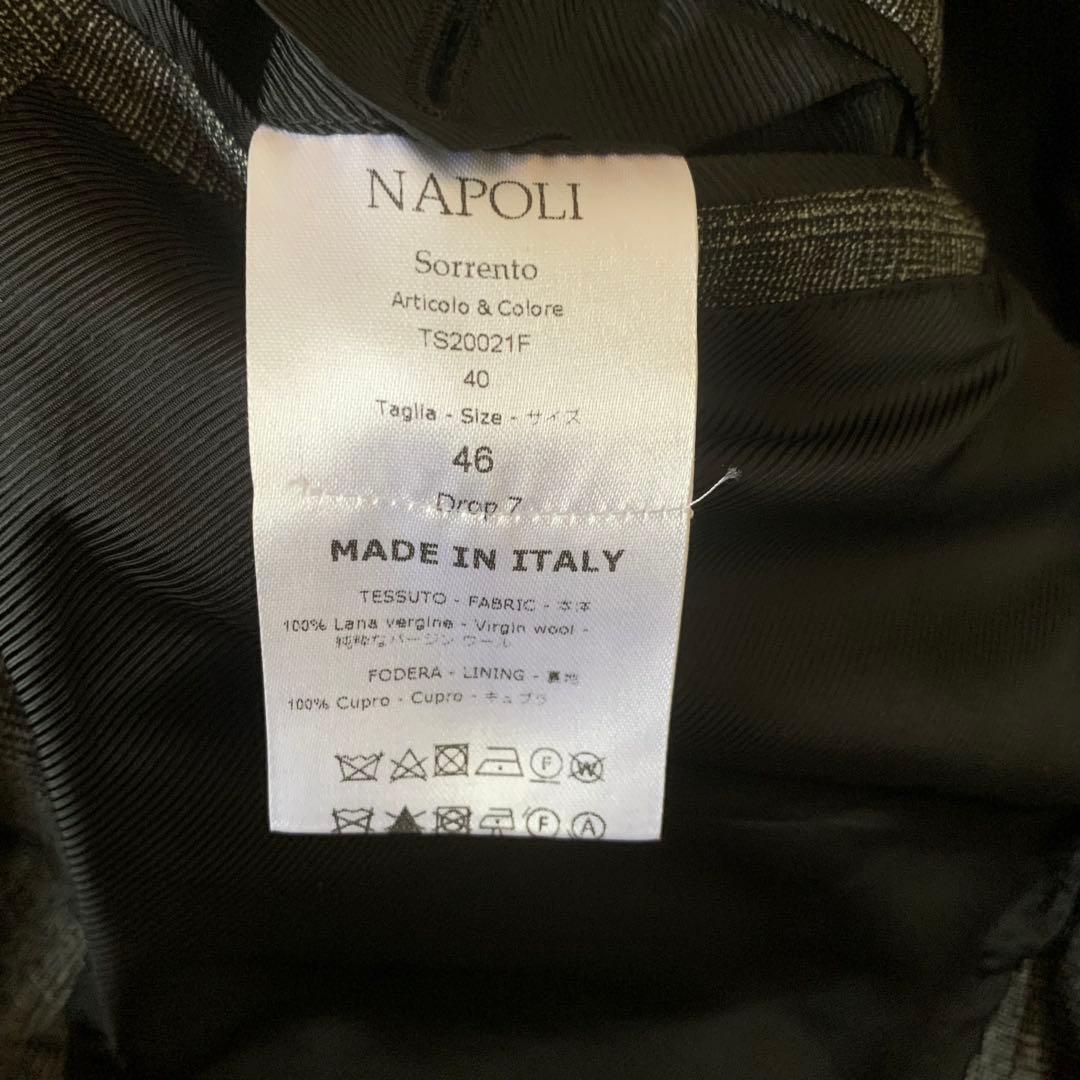 NAPOLI
Sorrento
Articolo & Colore
TS20021F
40
Taglia - Size - サイズ
46
Drop 7
MADE IN ITALY
TESSUTO - FABRIC -
100% Lana vergine - Virgin wool -
純粋なバージンウール
FODERA - LINING - 裏地
100% Cupro - Cupro - キュプラ
F W
F A